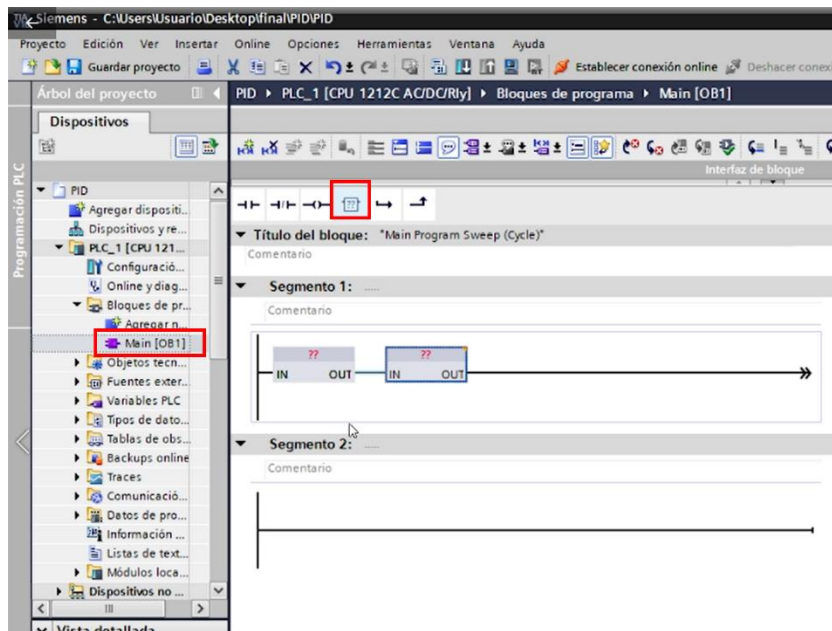 Siemens - C:\Users\Usuario\Desktop\final\PID\PID
Proyecto Edición Ver Insertar Online Opciones Herramientas Ventana Ayuda
Guardar proyecto Establecer conexión online Deshacer conex
Árbol del proyecto
PID PLC_1 [CPU 1212C AC/DC/Rly] Bloques de programa Main [OB1]
Dispositivos
Interfaz de bloque
Programación PLC
PID
Agregar dispositi...
Dispositivos y re...
PLC_1 [CPU 121...
Configuració...
Online y diag...
Bloques de pr...
Agregar n...
Main [OB1]
Objetos tecn...
Fuentes exter...
Variables PLC
Tipos de dato...
Tablas de obs...
Backups online
Traces
Comunicació...
Datos de pro...
Información ...
Listas de text...
Módulos loca...
Dispositivos no ...
Vista detallada
??
Título del bloque: "Main Program Sweep (Cycle)"
Comentario
Segmento 1: .....
Comentario
?? ??
IN OUT IN OUT
Segmento 2: .....
Comentario